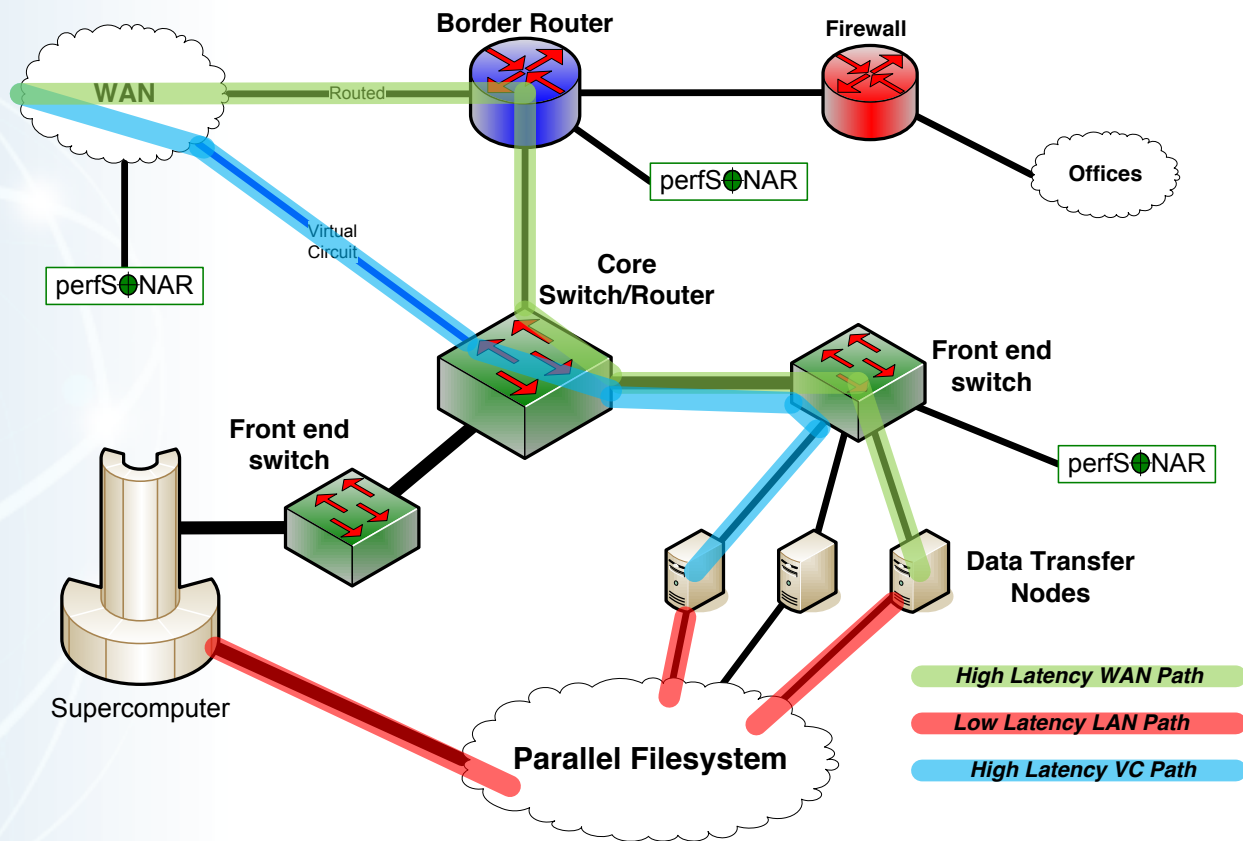 Border Router
Firewall
WAN
Routed
perfSONAR
Offices
Virtual
Circuit
perfSONAR
Core
Switch/Router
Front end
switch
Front end
switch
perfSONAR
Data Transfer
Nodes
Supercomputer
Parallel Filesystem
High Latency WAN Path
Low Latency LAN Path
High Latency VC Path